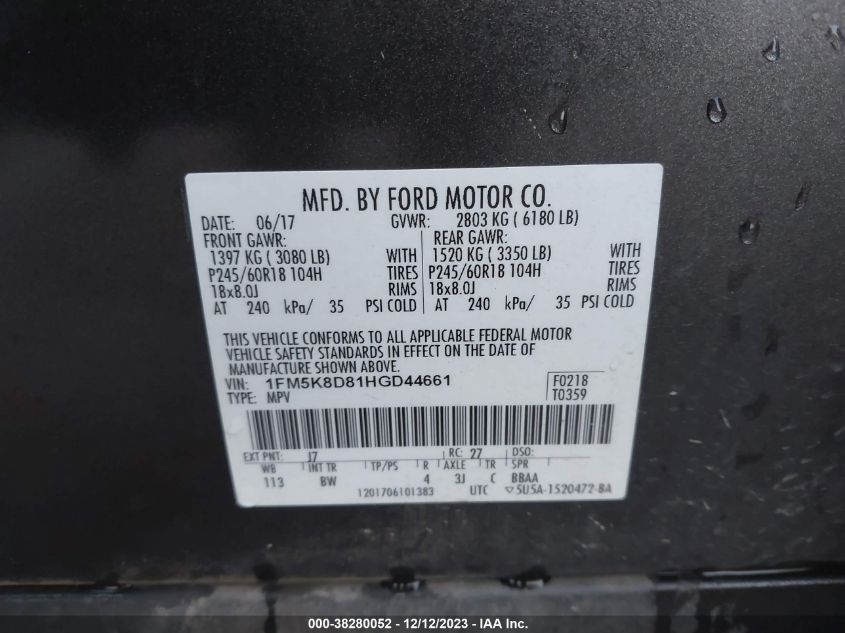 MFD. BY FORD MOTOR CO.
DATE: 06/17 GVWR: 2803 KG ( 6180 LB)
FRONT GAWR: REAR GAWR:
1397 KG ( 3080 LB) WITH 1520 KG ( 3350 LB) WITH
P245/60R18 104H TIRES P245/60R18 104H TIRES
18x8.0J RIMS 18x8.0J RIMS
AT 240 kPa/ 35 PSI COLD AT 240 kPa/ 35 PSI COLD
THIS VEHICLE CONFORMS TO ALL APPLICABLE FEDERAL MOTOR
VEHICLE SAFETY STANDARDS IN EFFECT ON THE DATE OF
MANUFACTURE SHOWN ABOVE.
VIN: 1FM5K8D81HGD44661 F0218
TYPE: MPV T0359
EXT PNT: J7 RC: 27 DSO:
WB INT TR TP/PS R AXLE TR SPR
113 BW 4 3J C BBAA
1201706101383 UTC ▽5U5A-1520472-BA
000-38280052 - 12/12/2023 - IAA Inc.